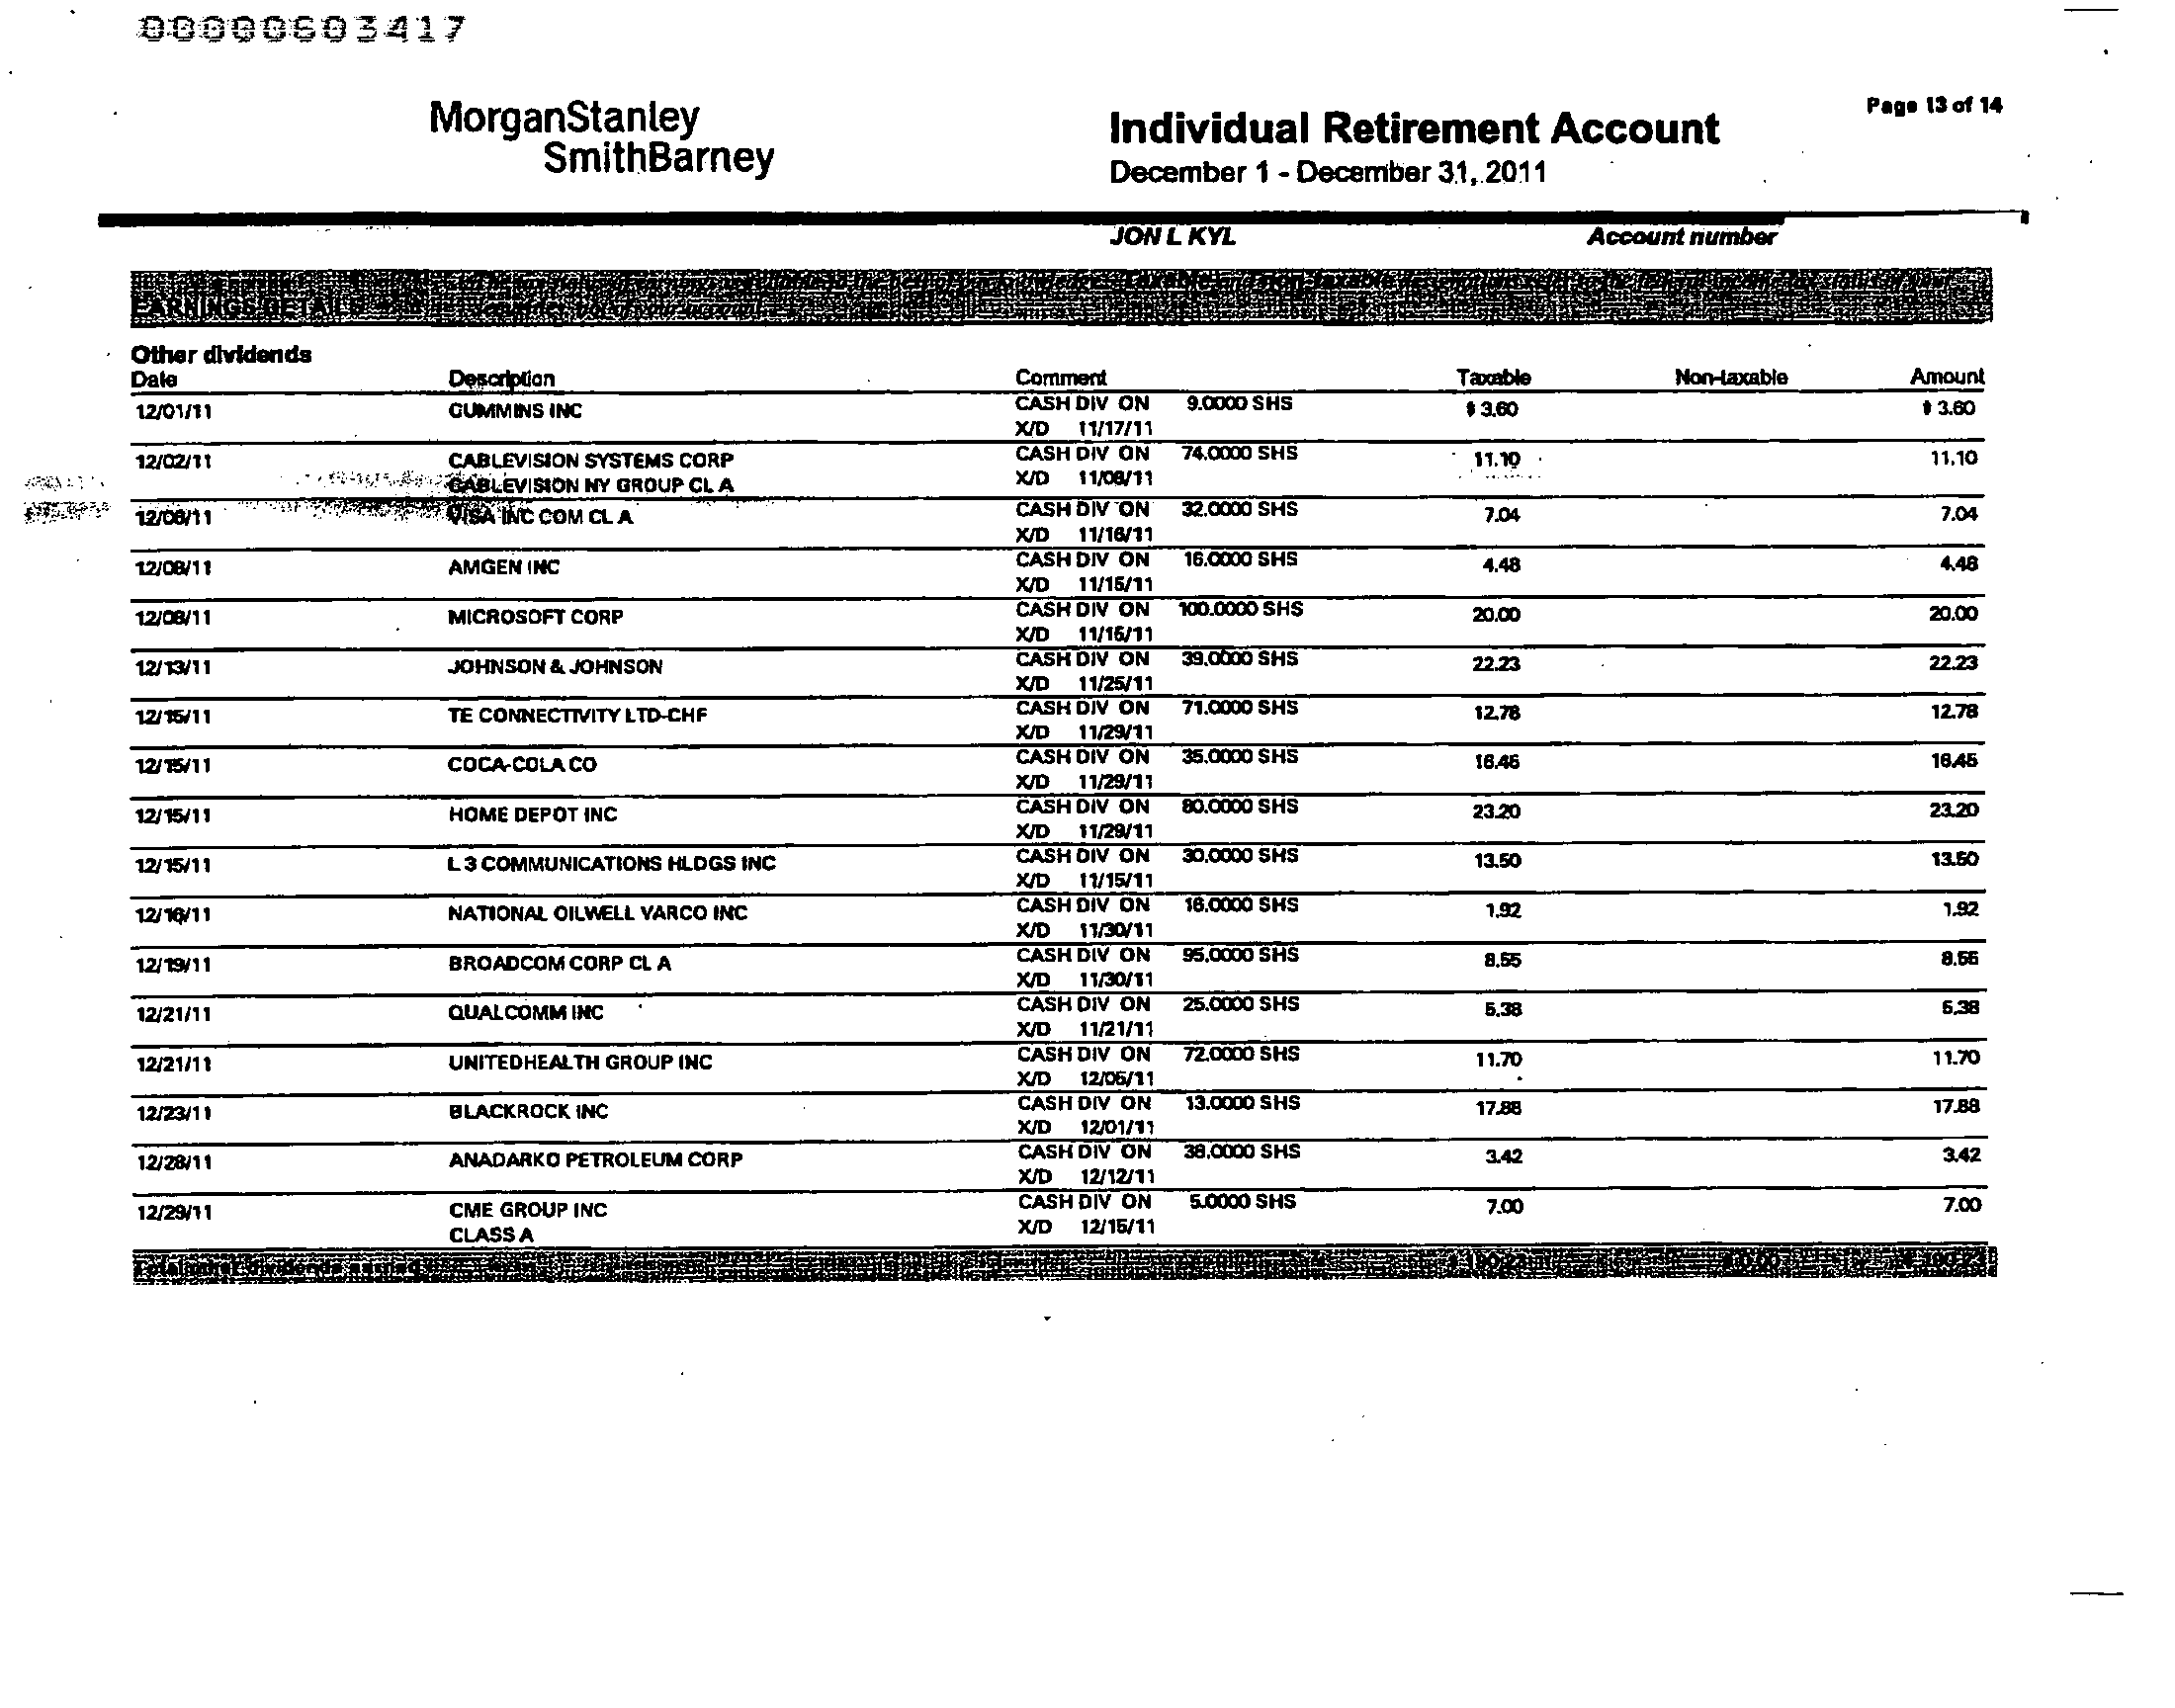 00000603417
MorganStanley
SmithBarney
Individual Retirement Account
December 1 - December 31, 2011
Page 13 of 14
JON L KYL Account number
EARNINGS DETAILS
Other dividends
Date Description Comment Taxable Non-taxable Amount
12/01/11 CUMMINS INC CASH DIV ON 9.0000 SHS $ 3.60 $ 3.60
X/D 11/17/11
12/02/11 CABLEVISION SYSTEMS CORP CASH DIV ON 74.0000 SHS 11.10 11.10
CABLEVISION NY GROUP CL A X/D 11/08/11
12/06/11 VISA INC COM CL A CASH DIV ON 32.0000 SHS 7.04 7.04
X/D 11/16/11
12/08/11 AMGEN INC CASH DIV ON 16.0000 SHS 4.48 4.48
X/D 11/15/11
12/08/11 MICROSOFT CORP CASH DIV ON 100.0000 SHS 20.00 20.00
X/D 11/15/11
12/13/11 JOHNSON & JOHNSON CASH DIV ON 39.0000 SHS 22.23 22.23
X/D 11/25/11
12/15/11 TE CONNECTIVITY LTD-CHF CASH DIV ON 71.0000 SHS 12.78 12.78
X/D 11/29/11
12/15/11 COCA-COLA CO CASH DIV ON 35.0000 SHS 16.45 16.45
X/D 11/29/11
12/15/11 HOME DEPOT INC CASH DIV ON 80.0000 SHS 23.20 23.20
X/D 11/29/11
12/15/11 L 3 COMMUNICATIONS HLDGS INC CASH DIV ON 30.0000 SHS 13.50 13.50
X/D 11/15/11
12/16/11 NATIONAL OILWELL VARCO INC CASH DIV ON 16.0000 SHS 1.92 1.92
X/D 11/30/11
12/19/11 BROADCOM CORP CL A CASH DIV ON 95.0000 SHS 8.55 8.55
X/D 11/30/11
12/21/11 QUALCOMM INC CASH DIV ON 25.0000 SHS 5.38 5.38
X/D 11/21/11
12/21/11 UNITEDHEALTH GROUP INC CASH DIV ON 72.0000 SHS 11.70 11.70
X/D 12/05/11
12/23/11 BLACKROCK INC CASH DIV ON 13.0000 SHS 17.88 17.88
X/D 12/01/11
12/28/11 ANADARKO PETROLEUM CORP CASH DIV ON 38.0000 SHS 3.42 3.42
X/D 12/12/11
12/29/11 CME GROUP INC CASH DIV ON 5.0000 SHS 7.00 7.00
CLASS A X/D 12/15/11
Total other dividends earned $ 190.23 $ 0.00 $ 190.23